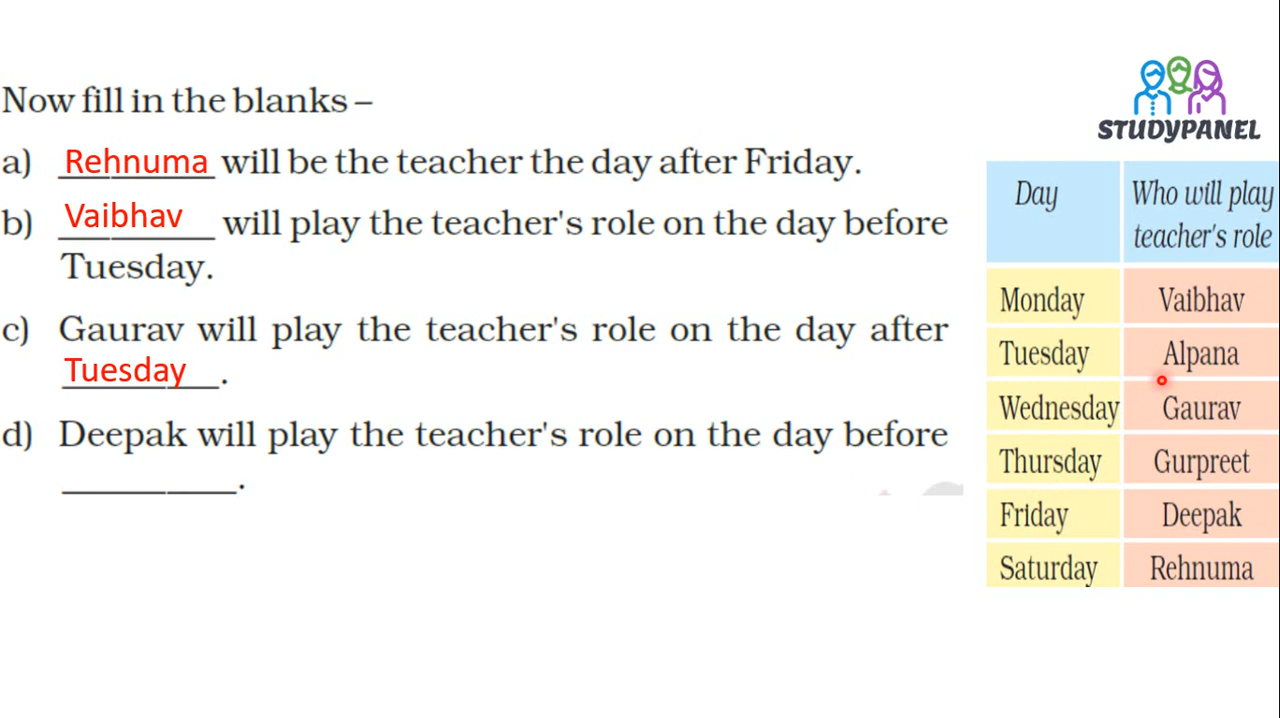 STUDYPANEL
Now fill in the blanks –
a) Rehnuma will be the teacher the day after Friday.
b) Vaibhav will play the teacher's role on the day before
Tuesday.
c) Gaurav will play the teacher's role on the day after
Tuesday.
d) Deepak will play the teacher's role on the day before
__________.
Day Who will play
teacher's role
Monday Vaibhav
Tuesday Alpana
Wednesday Gaurav
Thursday Gurpreet
Friday Deepak
Saturday Rehnuma